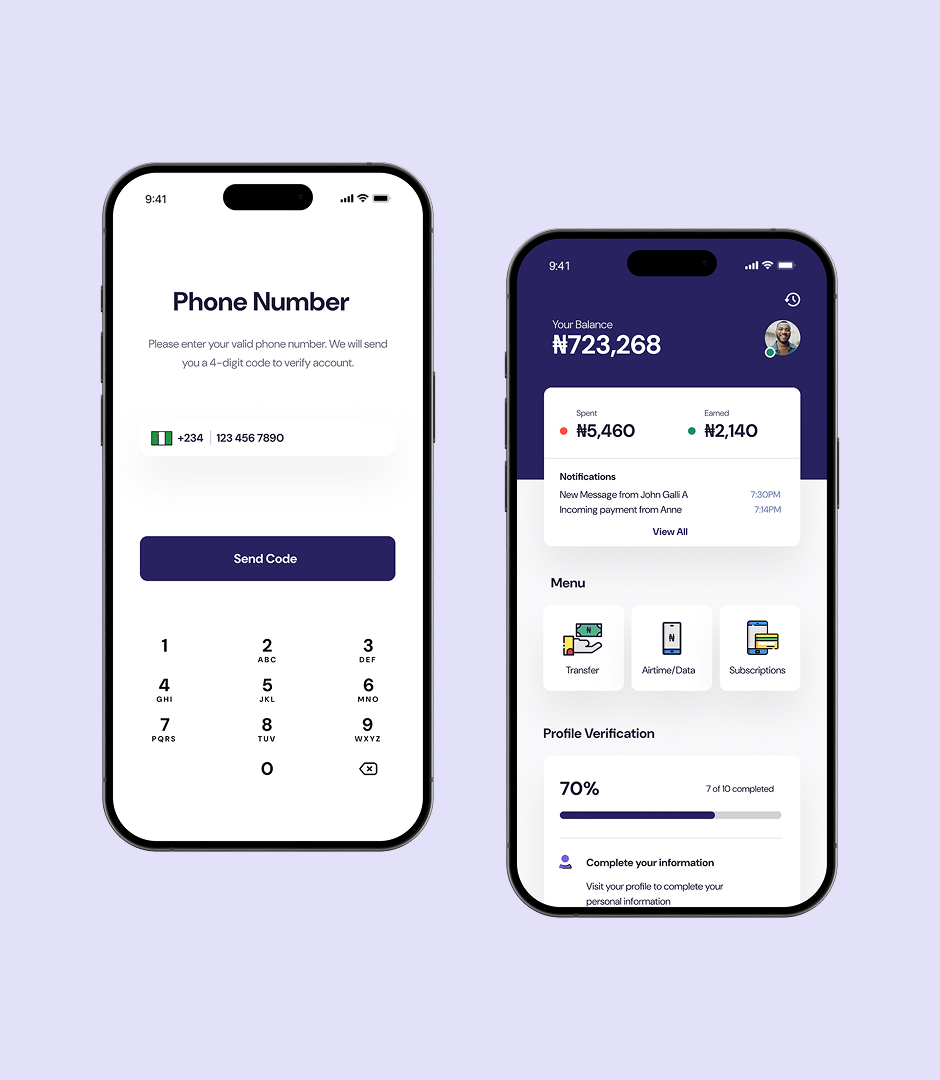 9:41
Phone Number
Please enter your valid phone number. We will send
you a 4-digit code to verify account.
+234 123 456 7890
Send Code
1 2 3
ABC DEF
4 5 6
GHI JKL MNO
7 8 9
PQRS TUV WXYZ
0
9:41
Your Balance
₦723,268
Spent Earned
₦5,460 ₦2,140
Notifications
New Message from John Galli A 7:30PM
Incoming payment from Anne 7:14PM
View All
Menu
N N
Transfer Airtime/Data Subscriptions
Profile Verification
70% 7 of 10 completed
Complete your information
Visit your profile to complete your
personal information